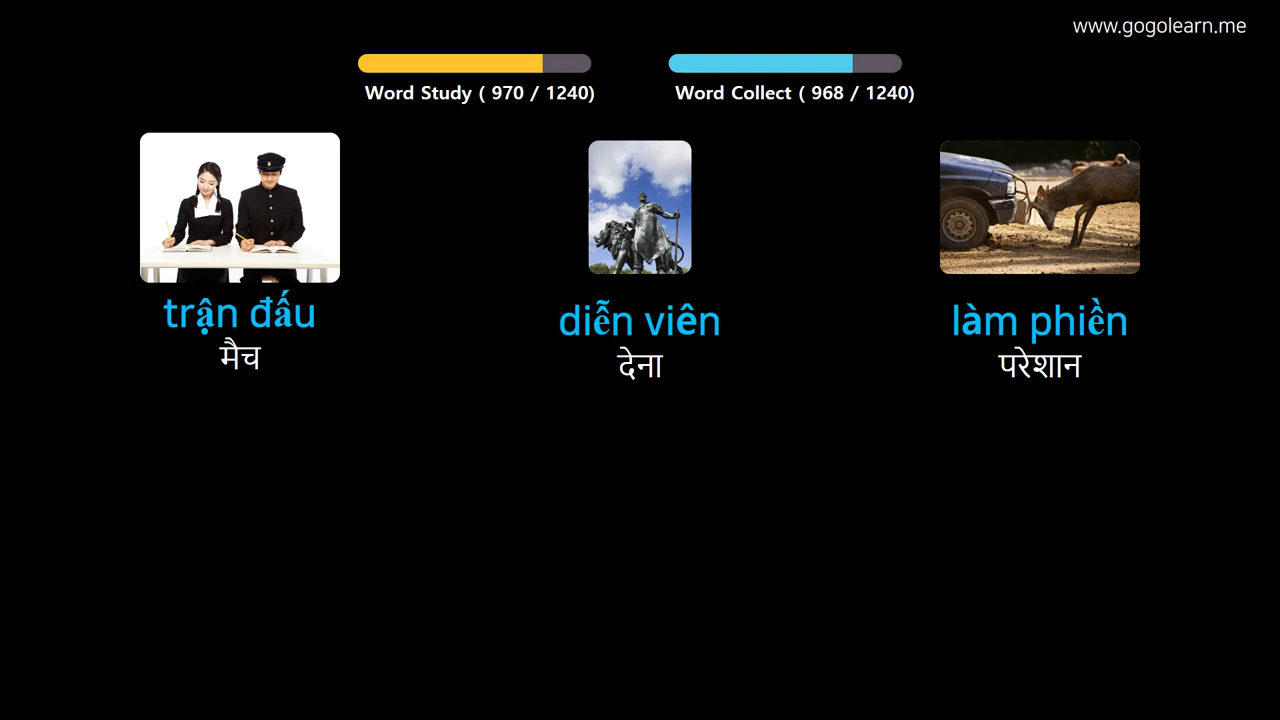 www.gogolearn.me
Word Study ( 970 / 1240)
Word Collect ( 968 / 1240)
trận đấu
मैच
diễn viên
देना
làm phiền
परेशान